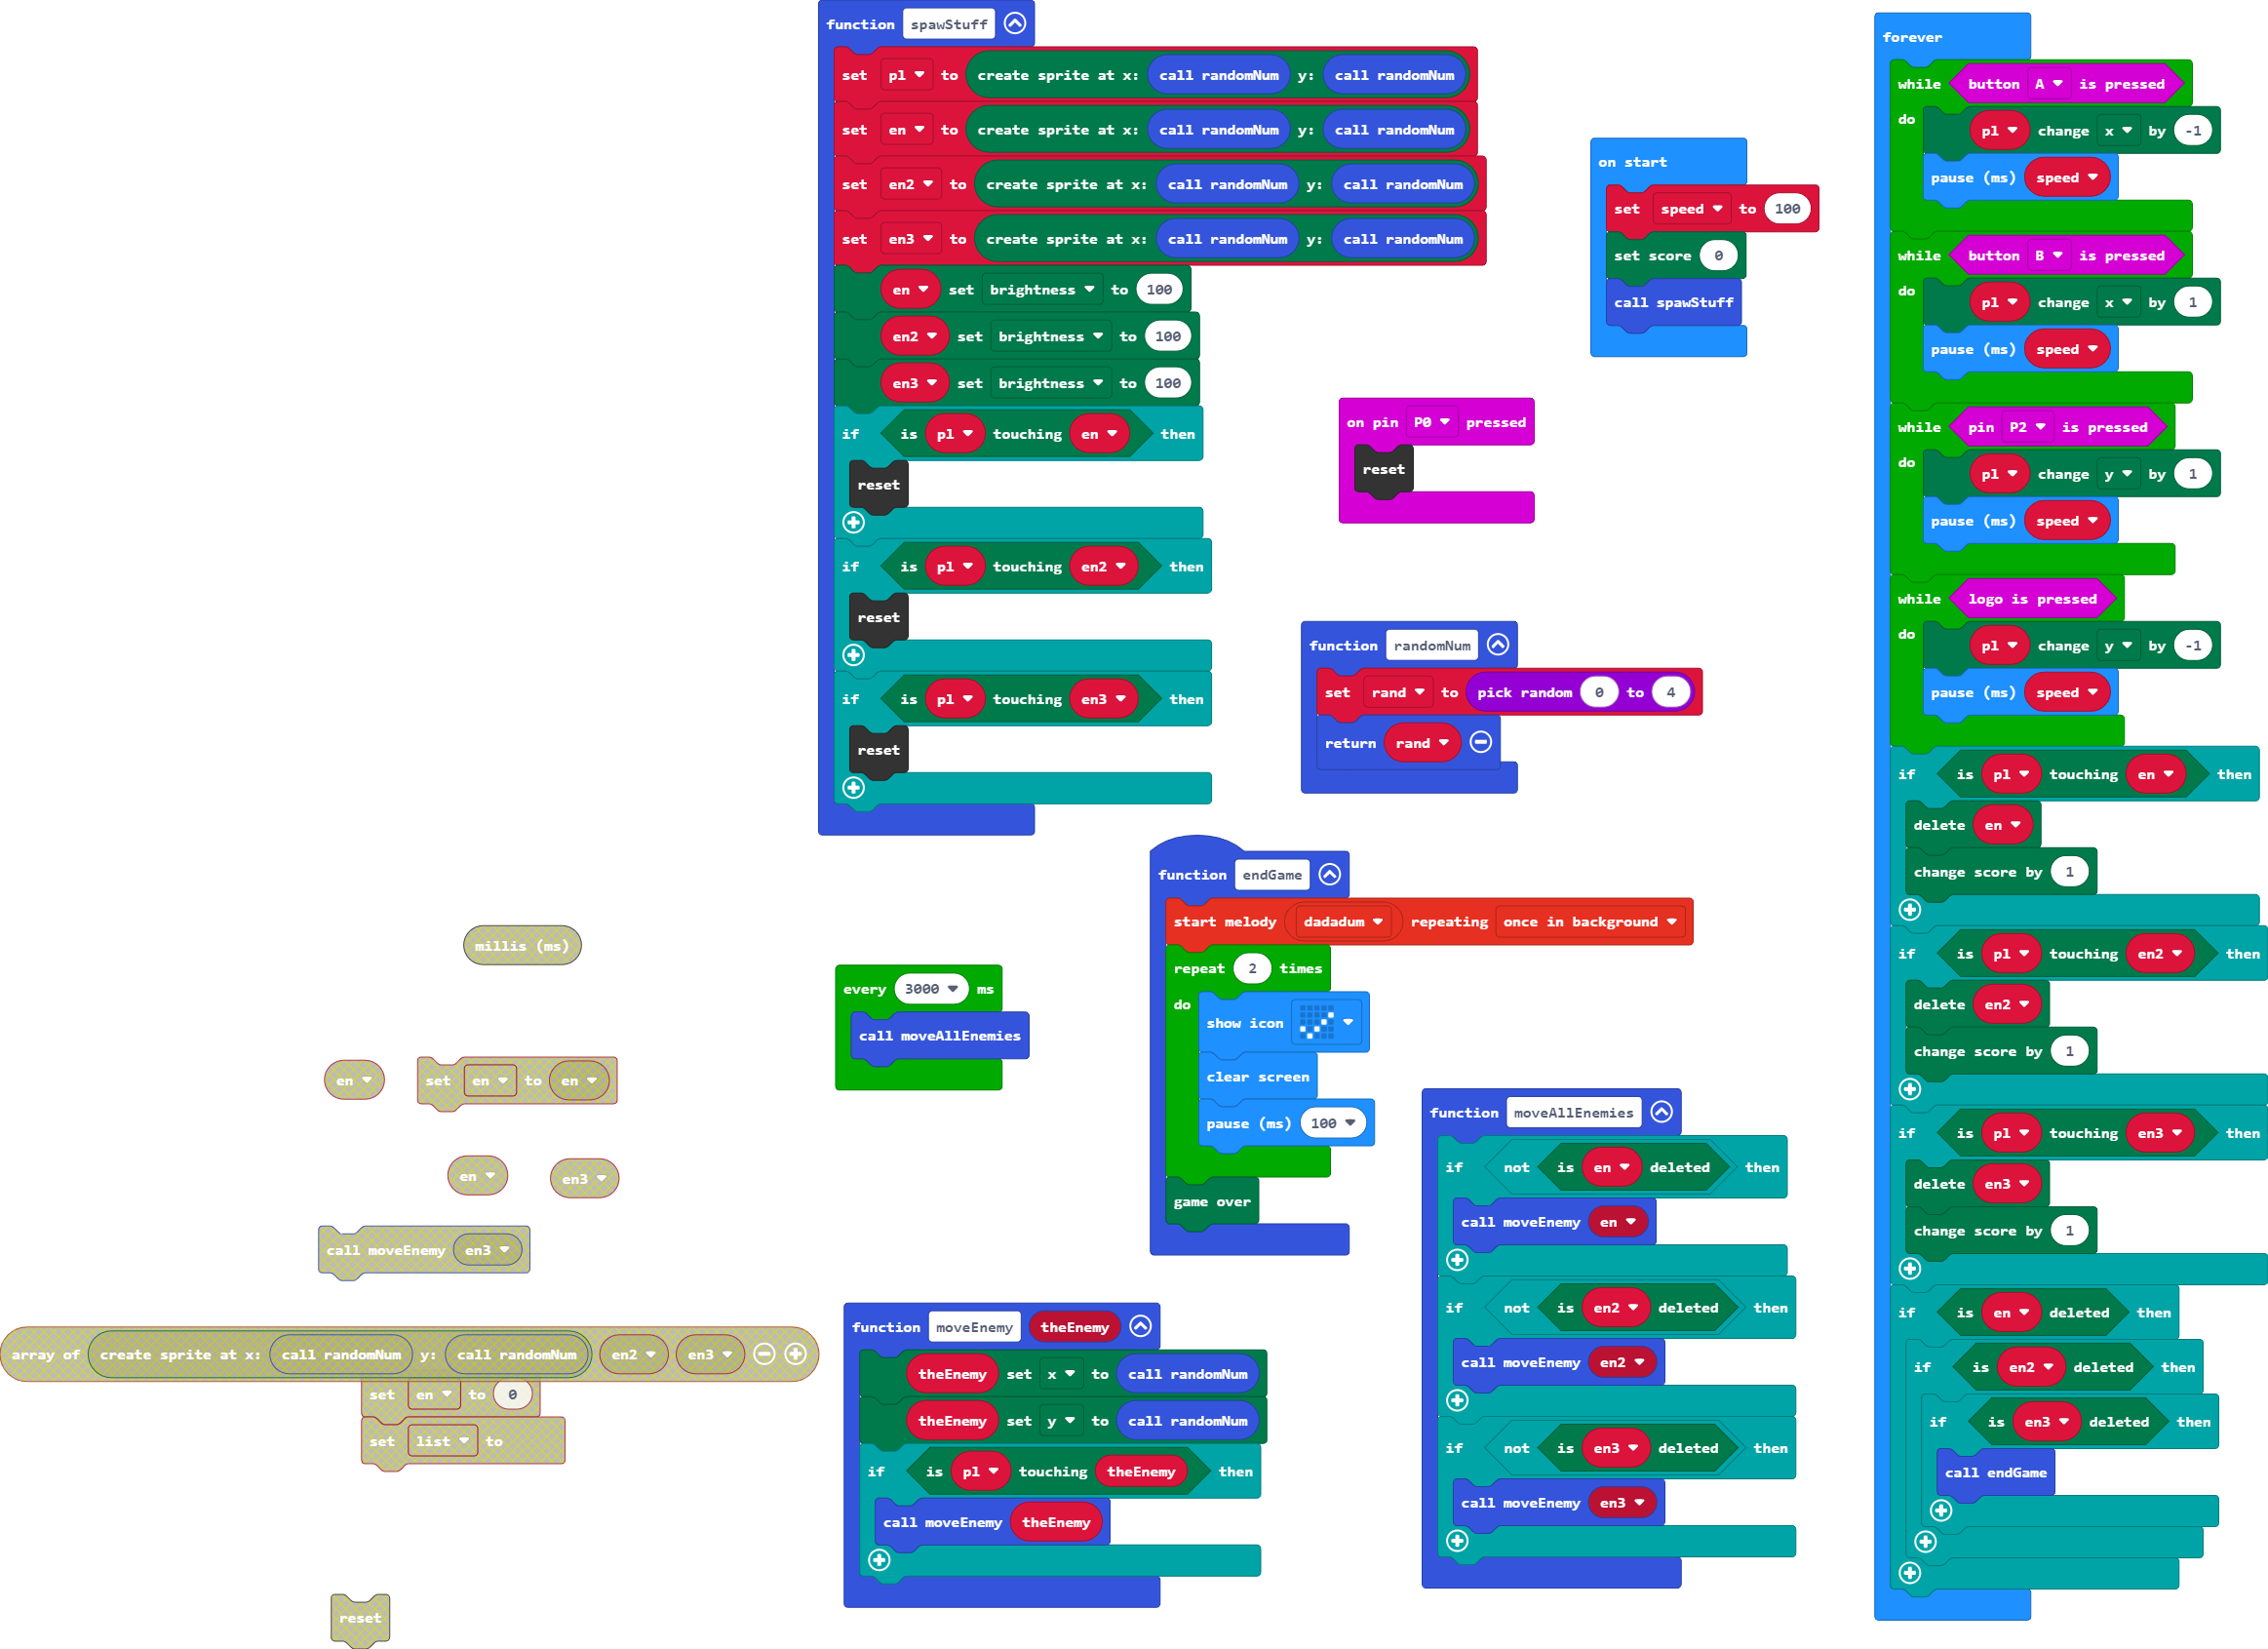 function spawStuff
set pl to create sprite at x: call randomNum y: call randomNum
set en to create sprite at x: call randomNum y: call randomNum
set en2 to create sprite at x: call randomNum y: call randomNum
set en3 to create sprite at x: call randomNum y: call randomNum
en set brightness to 100
en2 set brightness to 100
en3 set brightness to 100
if is pl touching en then
reset
if is pl touching en2 then
reset
if is pl touching en3 then
reset
on start
set speed to 100
set score 0
call spawStuff
on pin P0 pressed
reset
function randomNum
set rand to pick random 0 to 4
return rand
function endGame
start melody dadadum repeating once in background
repeat 2 times
do
show icon
clear screen
pause (ms) 100
game over
every 3000 ms
call moveAllEnemies
function moveEnemy theEnemy
theEnemy set x to call randomNum
theEnemy set y to call randomNum
if is pl touching theEnemy then
call moveEnemy theEnemy
function moveAllEnemies
if not is en deleted then
call moveEnemy en
if not is en2 deleted then
call moveEnemy en2
if not is en3 deleted then
call moveEnemy en3
forever
while button A is pressed
do
pl change x by -1
pause (ms) speed
while button B is pressed
do
pl change x by 1
pause (ms) speed
while pin P2 is pressed
do
pl change y by 1
pause (ms) speed
while logo is pressed
do
pl change y by -1
pause (ms) speed
if is pl touching en then
delete en
change score by 1
if is pl touching en2 then
delete en2
change score by 1
if is pl touching en3 then
delete en3
change score by 1
if is en deleted then
if is en2 deleted then
if is en3 deleted then
call endGame
millis (ms)
en
set en to en
en
en3
call moveEnemy en3
array of create sprite at x: call randomNum y: call randomNum en2 en3
set en to 0
set list to
reset